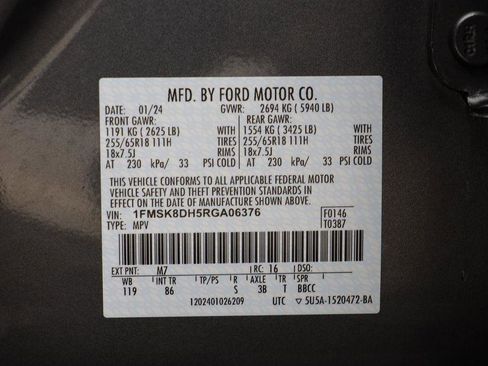 MFD. BY FORD MOTOR CO.
DATE: 01/24 GVWR: 2694 KG ( 5940 LB)
FRONT GAWR: REAR GAWR:
1191 KG ( 2625 LB) WITH 1554 KG ( 3425 LB) WITH
255/65R18 111H TIRES 255/65R18 111H TIRES
18x7.5J RIMS 18x7.5J RIMS
AT 230 kPa/ 33 PSI COLD AT 230 kPa/ 33 PSI COLD
THIS VEHICLE CONFORMS TO ALL APPLICABLE FEDERAL MOTOR
VEHICLE SAFETY AND THEFT PREVENTION STANDARDS IN
EFFECT ON THE DATE OF MANUFACTURE SHOWN ABOVE.
VIN: 1FMSK8DH5RGA06376 F0146
TYPE: MPV T0387
EXT PNT: M7 RC: 16 DSO:
WB INT TR TP/PS R AXLE TR SPR
119 86 S 3B T BBCC
1202401026209 UTC 5U5A-1520472-BA